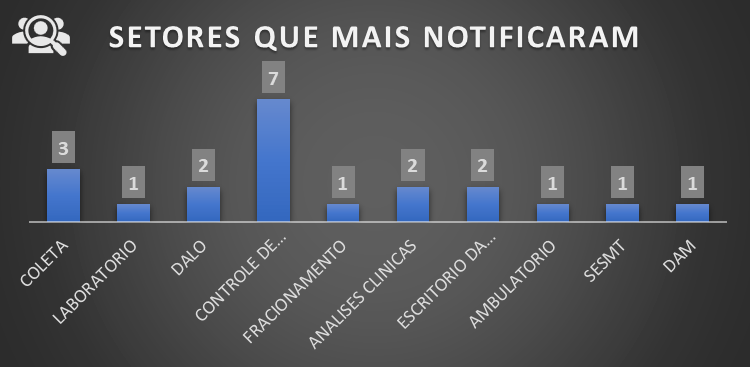 SETORES QUE MAIS NOTIFICARAM
3
1
2
7
1
2
2
1
1
1
COLETA
LABORATORIO
DALO
CONTROLE DE...
FRACIONAMENTO
ANALISES CLINICAS
ESCRITORIO DA...
AMBULATORIO
SESMT
DAM